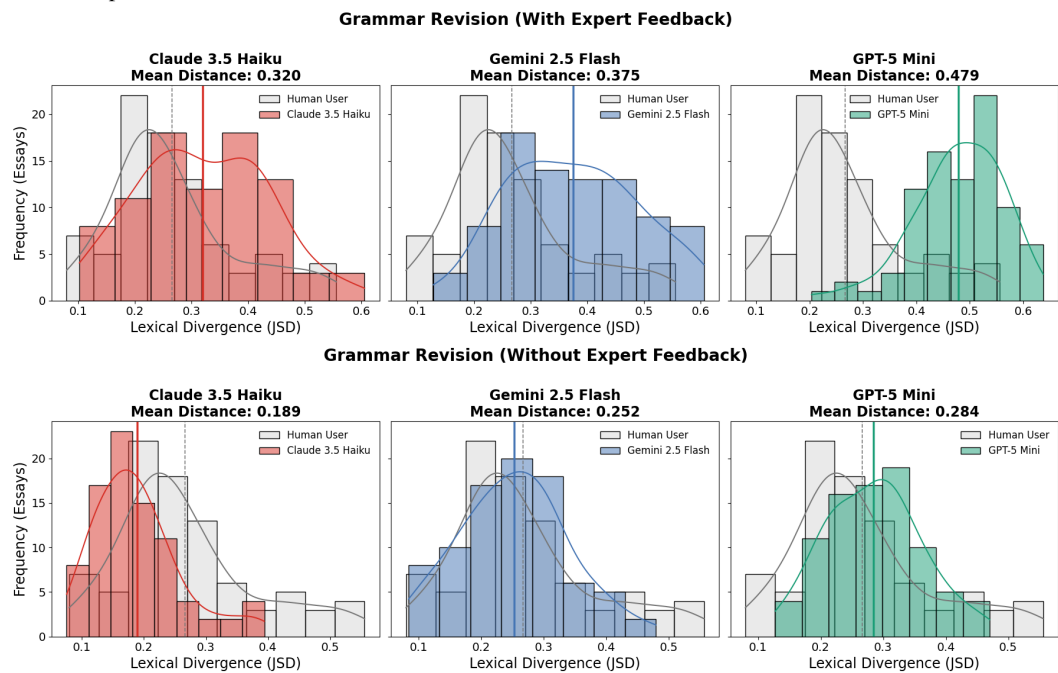 Grammar Revision (With Expert Feedback)
Claude 3.5 Haiku
Mean Distance: 0.320
Gemini 2.5 Flash
Mean Distance: 0.375
GPT-5 Mini
Mean Distance: 0.479
Human User
Claude 3.5 Haiku
Human User
Gemini 2.5 Flash
Human User
GPT-5 Mini
Frequency (Essays)
20
15
10
5
0
0.1 0.2 0.3 0.4 0.5 0.6
0.1 0.2 0.3 0.4 0.5 0.6
0.1 0.2 0.3 0.4 0.5 0.6
Lexical Divergence (JSD)
Lexical Divergence (JSD)
Lexical Divergence (JSD)
Grammar Revision (Without Expert Feedback)
Claude 3.5 Haiku
Mean Distance: 0.189
Gemini 2.5 Flash
Mean Distance: 0.252
GPT-5 Mini
Mean Distance: 0.284
Human User
Claude 3.5 Haiku
Human User
Gemini 2.5 Flash
Human User
GPT-5 Mini
Frequency (Essays)
20
15
10
5
0
0.1 0.2 0.3 0.4 0.5
0.1 0.2 0.3 0.4 0.5
0.1 0.2 0.3 0.4 0.5
Lexical Divergence (JSD)
Lexical Divergence (JSD)
Lexical Divergence (JSD)